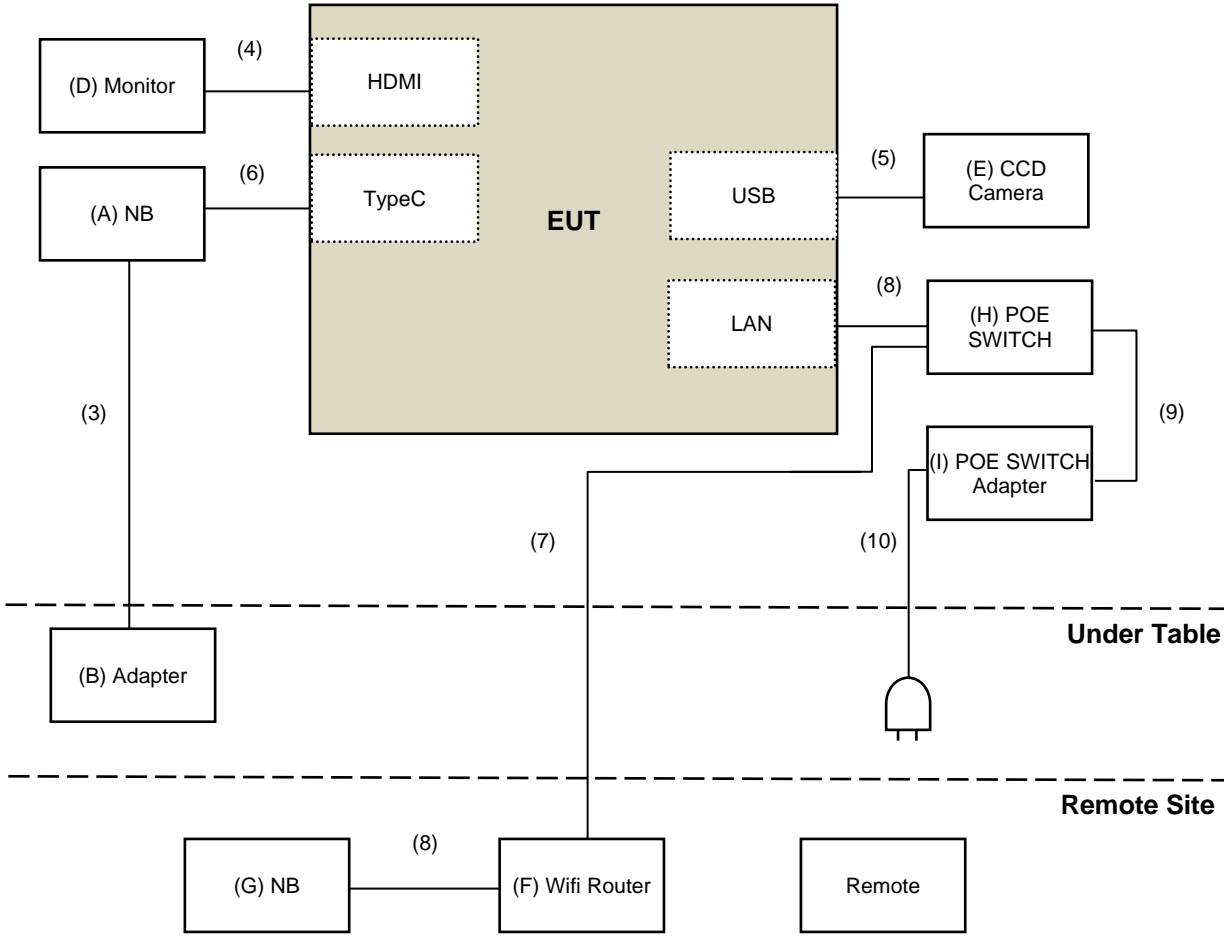 (4)
(D) Monitor
HDMI
(6)
(A) NB
TypeC
EUT
USB
(5)
(E) CCD
Camera
LAN
(8)
(H) POE
SWITCH
(3)
(9)
(I) POE SWITCH
Adapter
(7)
(10)
Under Table
(B) Adapter
Remote Site
(8)
(G) NB
(F) Wifi Router
Remote